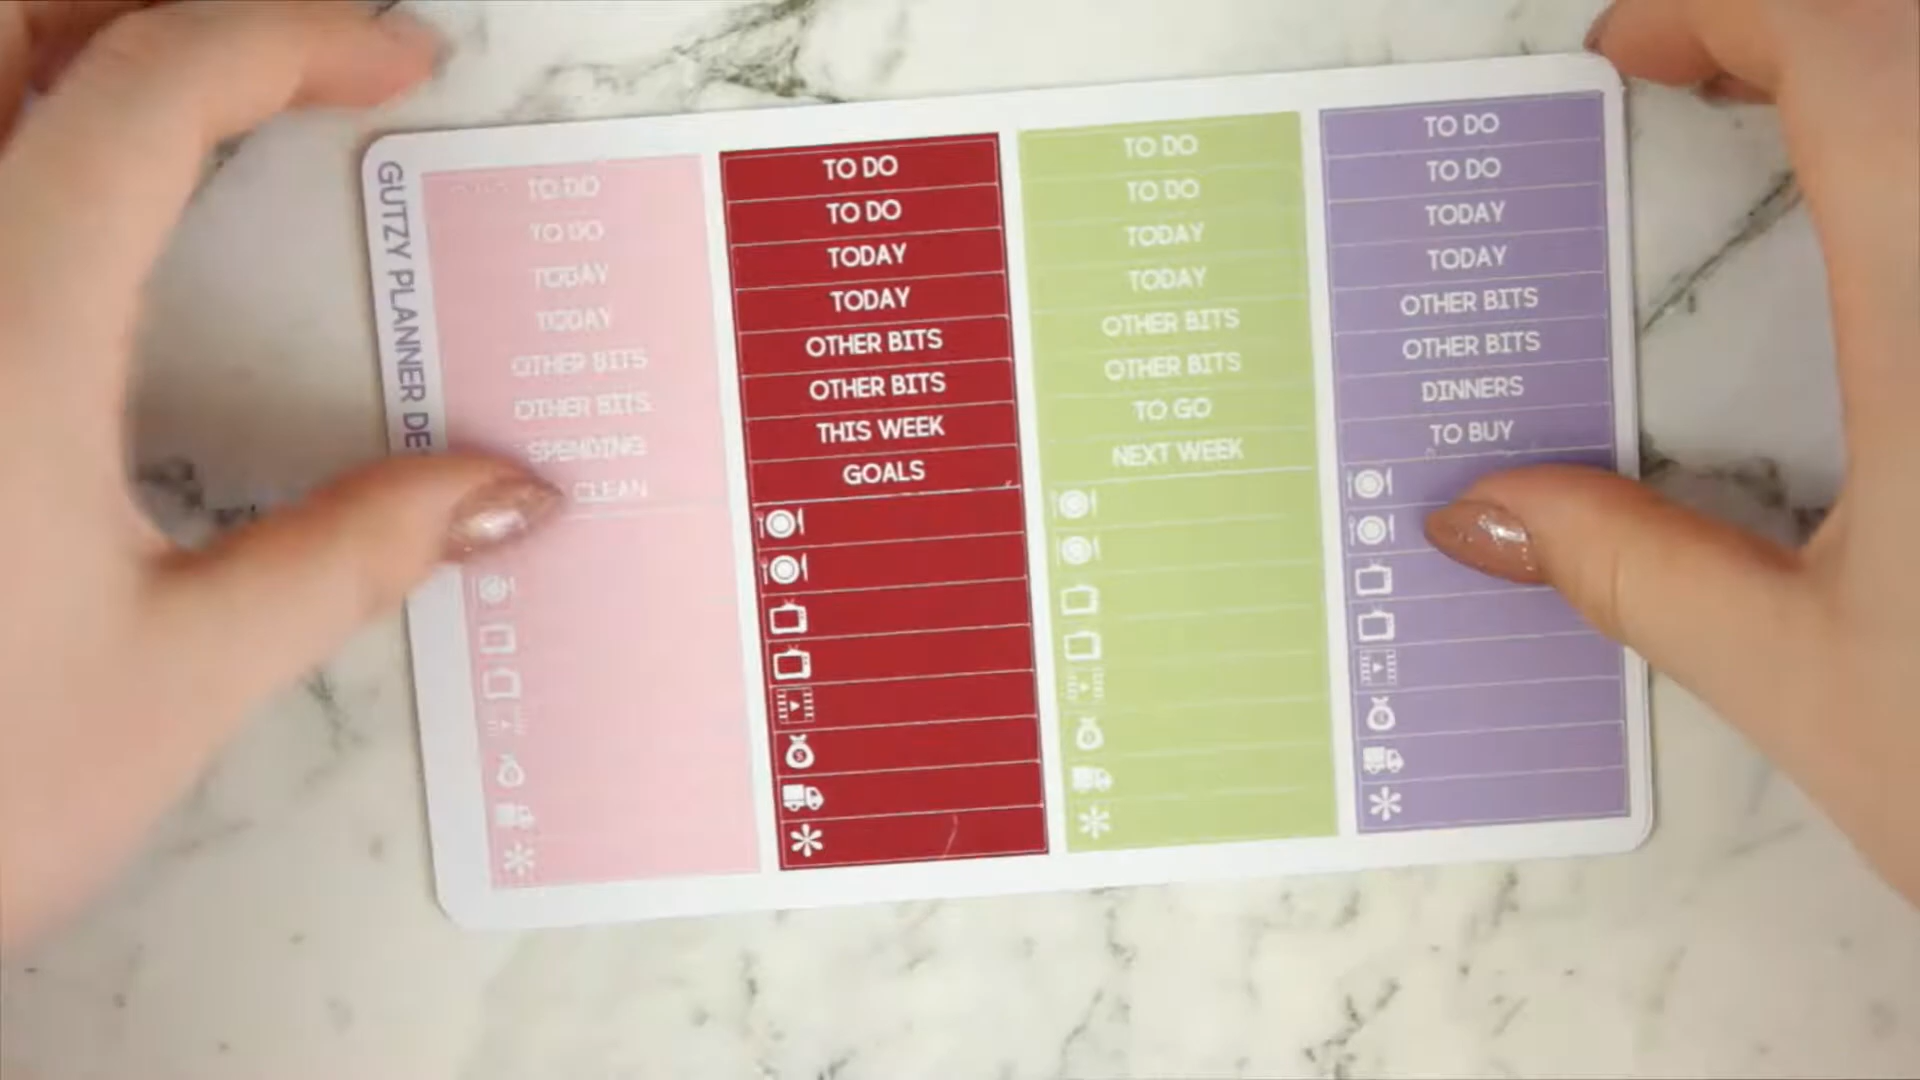 GUTZY PLANNER DE
TO DO
TO DO
TODAY
TODAY
OTHER BITS
OTHER BITS
SPENDING
CLEAN
TO DO
TO DO
TODAY
TODAY
OTHER BITS
OTHER BITS
THIS WEEK
GOALS
TO DO
TO DO
TODAY
TODAY
OTHER BITS
OTHER BITS
TO GO
NEXT WEEK
TO DO
TO DO
TODAY
TODAY
OTHER BITS
OTHER BITS
DINNERS
TO BUY